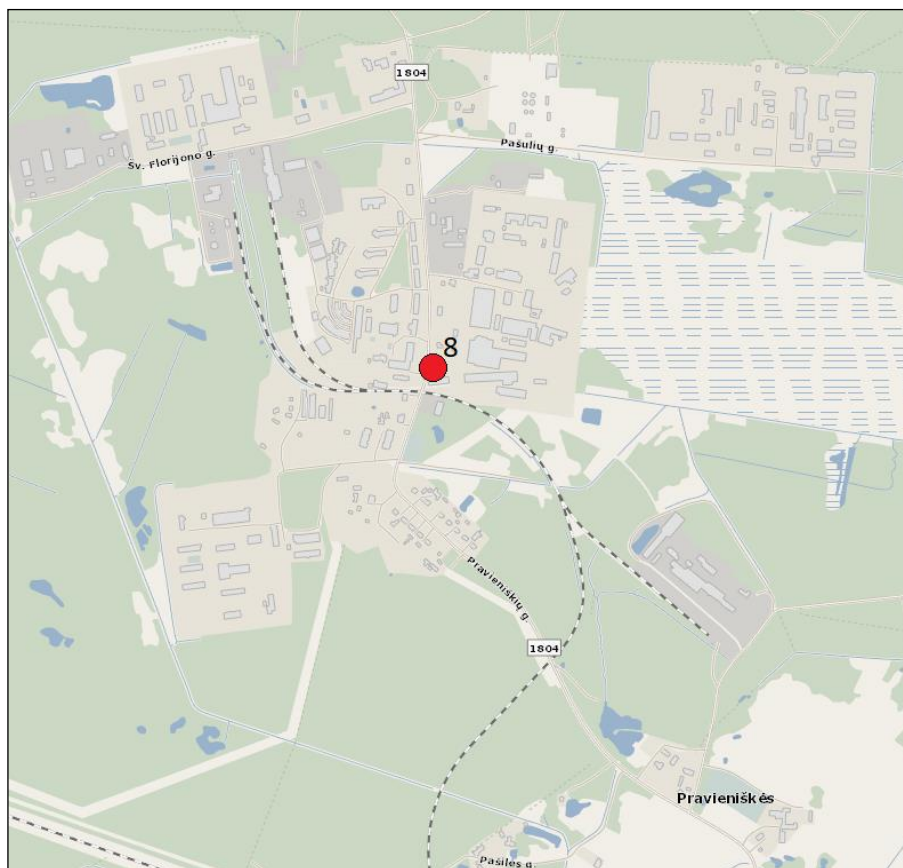 1804
Pašulių g.
Šv. Florijono g.
8
Pravieniškių g.
1804
Pravieniškės
Pašilės g.